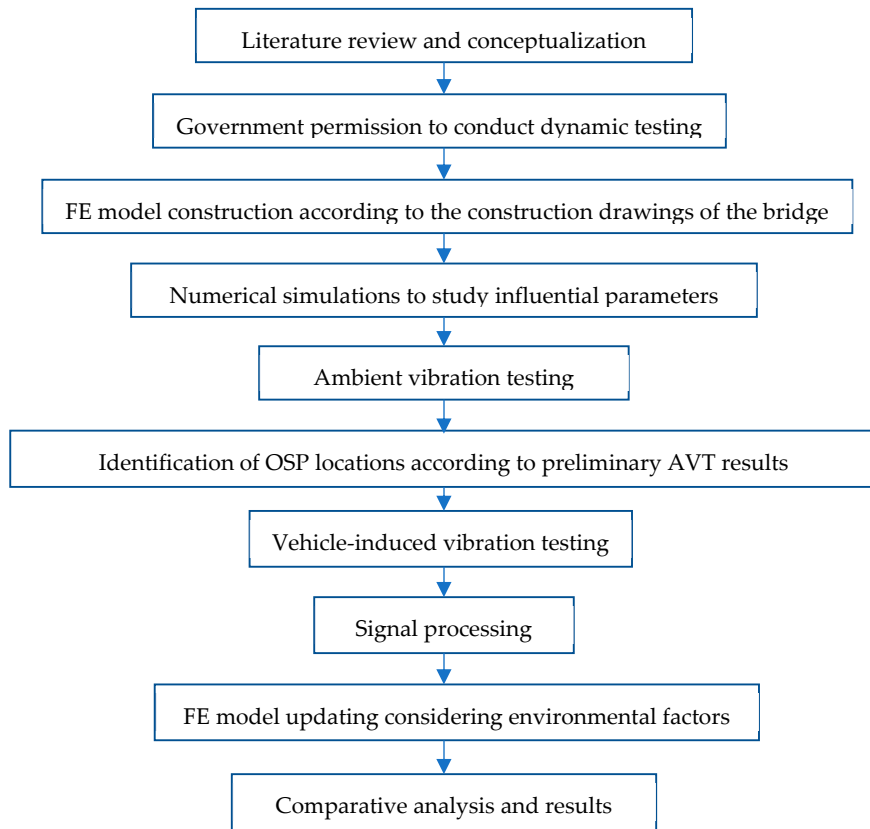 Literature review and conceptualization
Government permission to conduct dynamic testing
FE model construction according to the construction drawings of the bridge
Numerical simulations to study influential parameters
Ambient vibration testing
Identification of OSP locations according to preliminary AVT results
Vehicle-induced vibration testing
Signal processing
FE model updating considering environmental factors
Comparative analysis and results